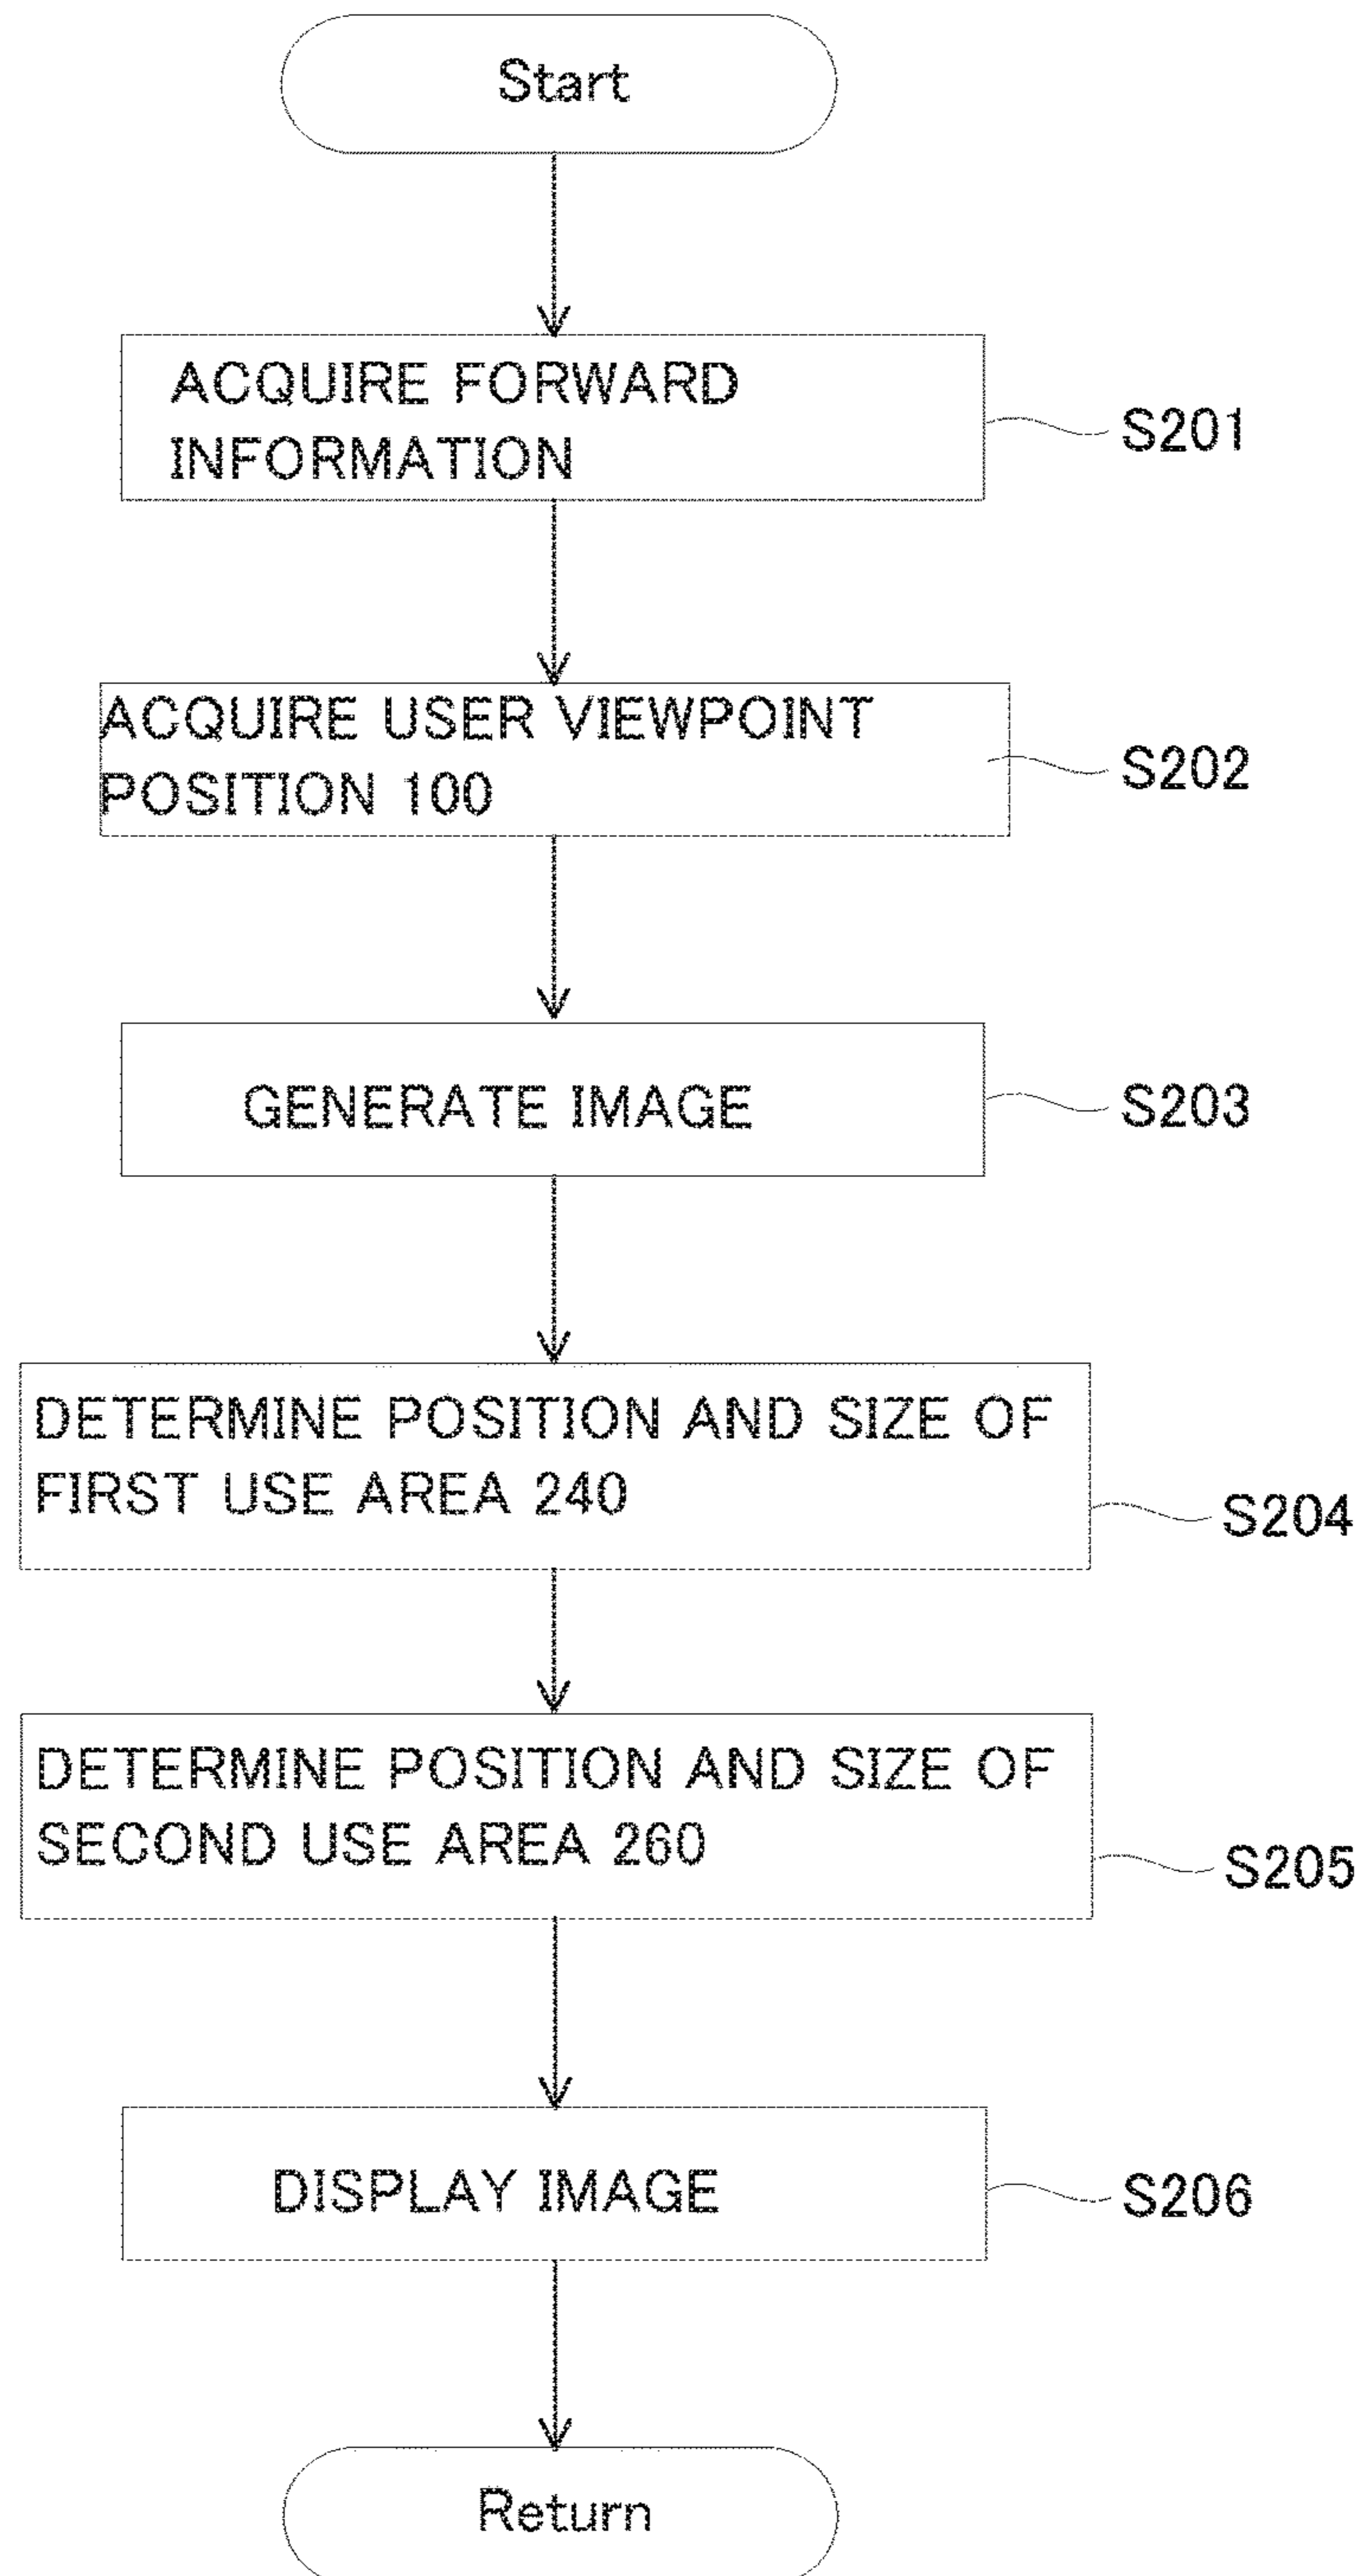 Start
ACQUIRE FORWARD
INFORMATION
S201
ACQUIRE USER VIEWPOINT
POSITION 100
S202
GENERATE IMAGE
S203
DETERMINE POSITION AND SIZE OF
FIRST USE AREA 240
S204
DETERMINE POSITION AND SIZE OF
SECOND USE AREA 260
S205
DISPLAY IMAGE
S206
Return